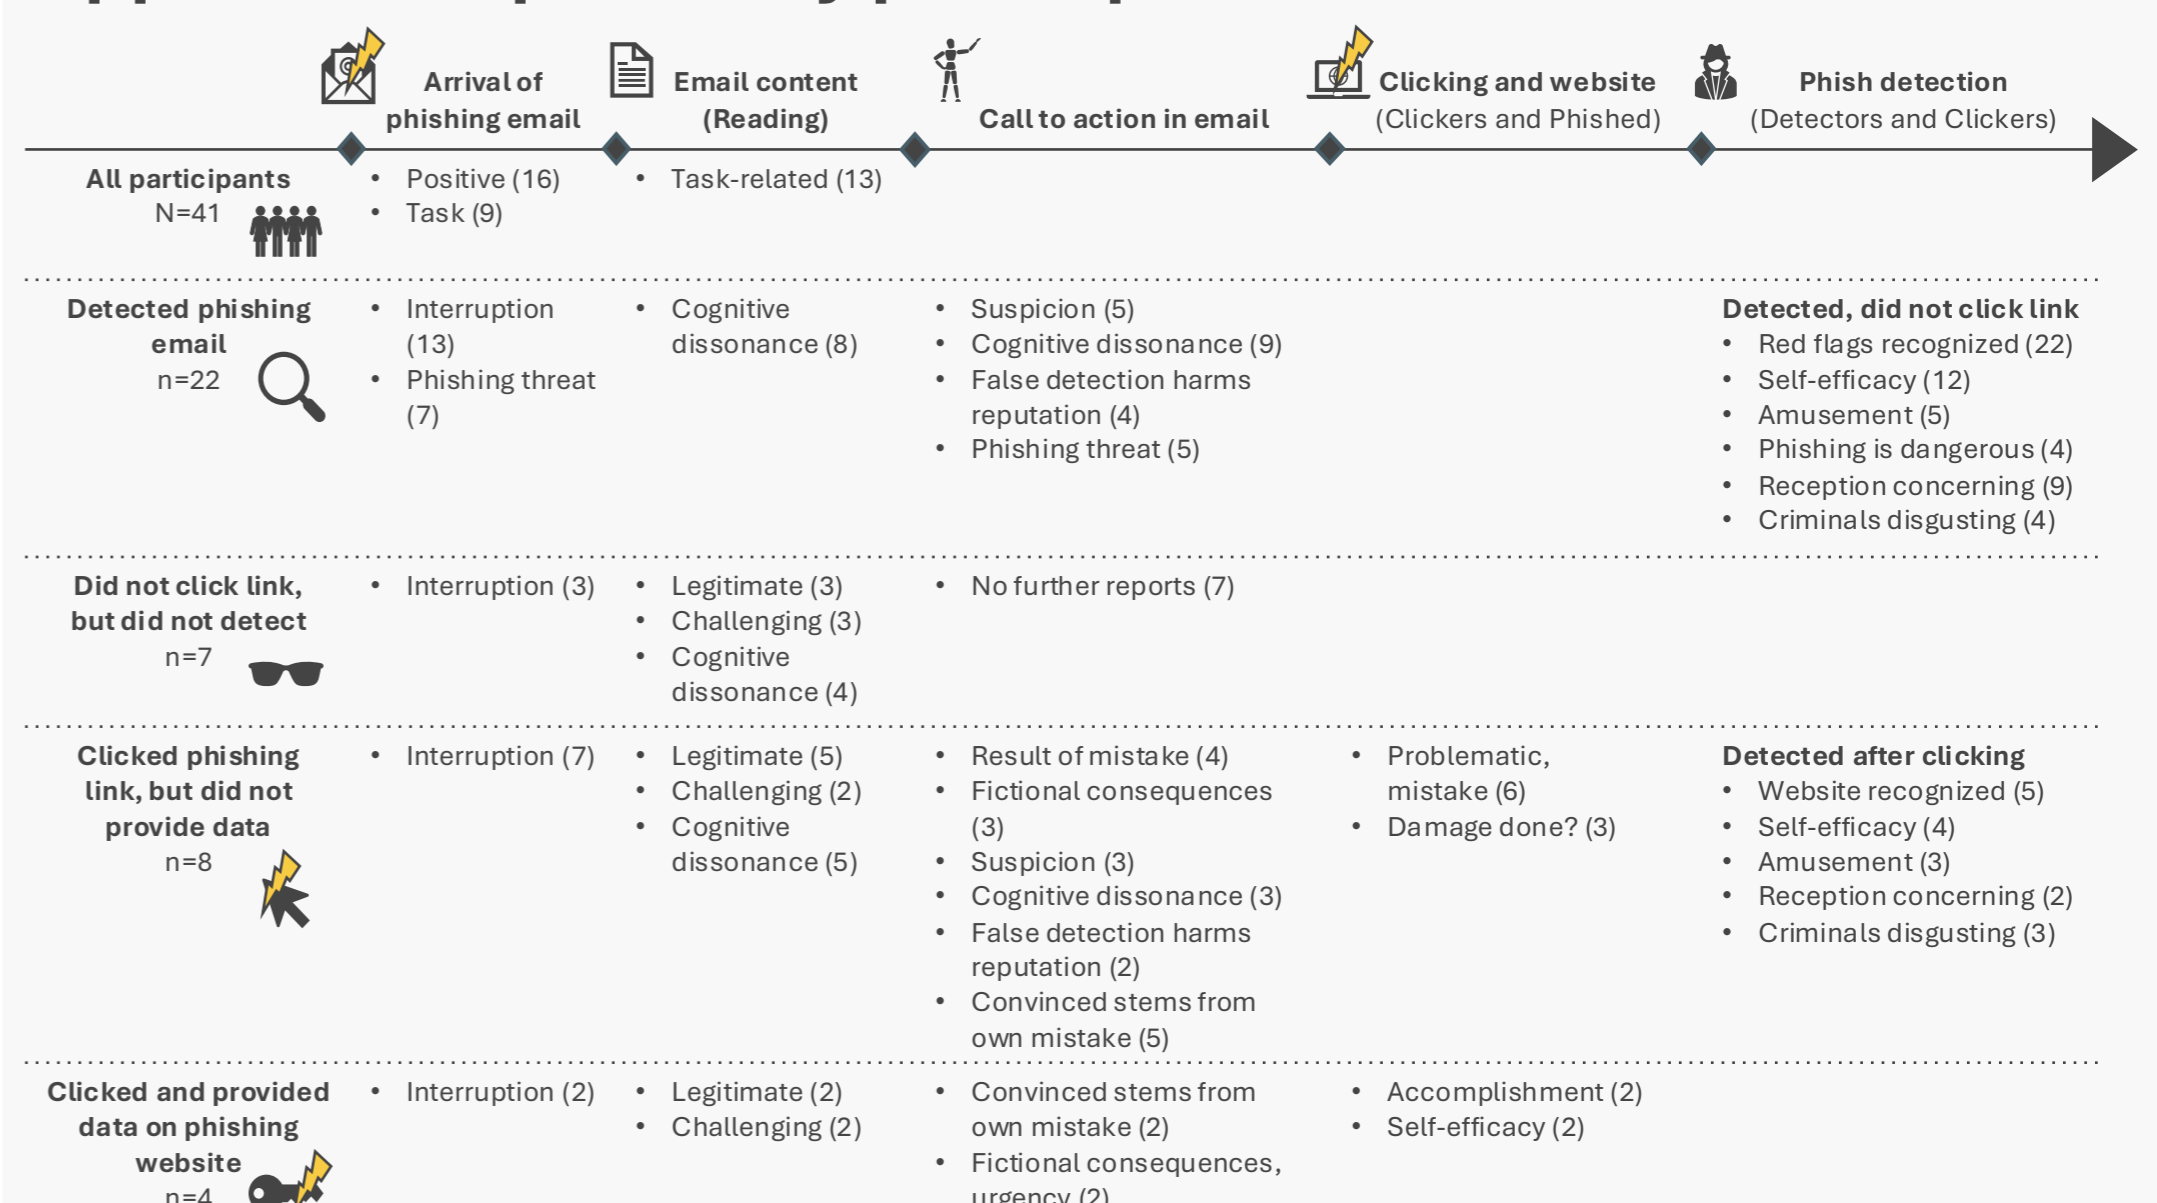 Arrival of
phishing email
Email content
(Reading)
Call to action in email
Clicking and website
(Clickers and Phished)
Phish detection
(Detectors and Clickers)
All participants
N=41
• Positive (16)
• Task (9)
• Task-related (13)
Detected phishing
email
n=22
• Interruption
(13)
• Phishing threat
(7)
• Cognitive
dissonance (8)
• Suspicion (5)
• Cognitive dissonance (9)
• False detection harms
reputation (4)
• Phishing threat (5)
Detected, did not click link
• Red flags recognized (22)
• Self-efficacy (12)
• Amusement (5)
• Phishing is dangerous (4)
• Reception concerning (9)
• Criminals disgusting (4)
Did not click link,
but did not detect
n=7
• Interruption (3)
• Legitimate (3)
• Challenging (3)
• Cognitive
dissonance (4)
• No further reports (7)
Clicked phishing
link, but did not
provide data
n=8
• Interruption (7)
• Legitimate (5)
• Challenging (2)
• Cognitive
dissonance (5)
• Result of mistake (4)
• Fictional consequences
(3)
• Suspicion (3)
• Cognitive dissonance (3)
• False detection harms
reputation (2)
• Convinced stems from
own mistake (5)
• Problematic,
mistake (6)
• Damage done? (3)
Detected after clicking
• Website recognized (5)
• Self-efficacy (4)
• Amusement (3)
• Reception concerning (2)
• Criminals disgusting (3)
Clicked and provided
data on phishing
website
n=4
• Interruption (2)
• Legitimate (2)
• Challenging (2)
• Convinced stems from
own mistake (2)
• Fictional consequences,
urgency (2)
• Accomplishment (2)
• Self-efficacy (2)